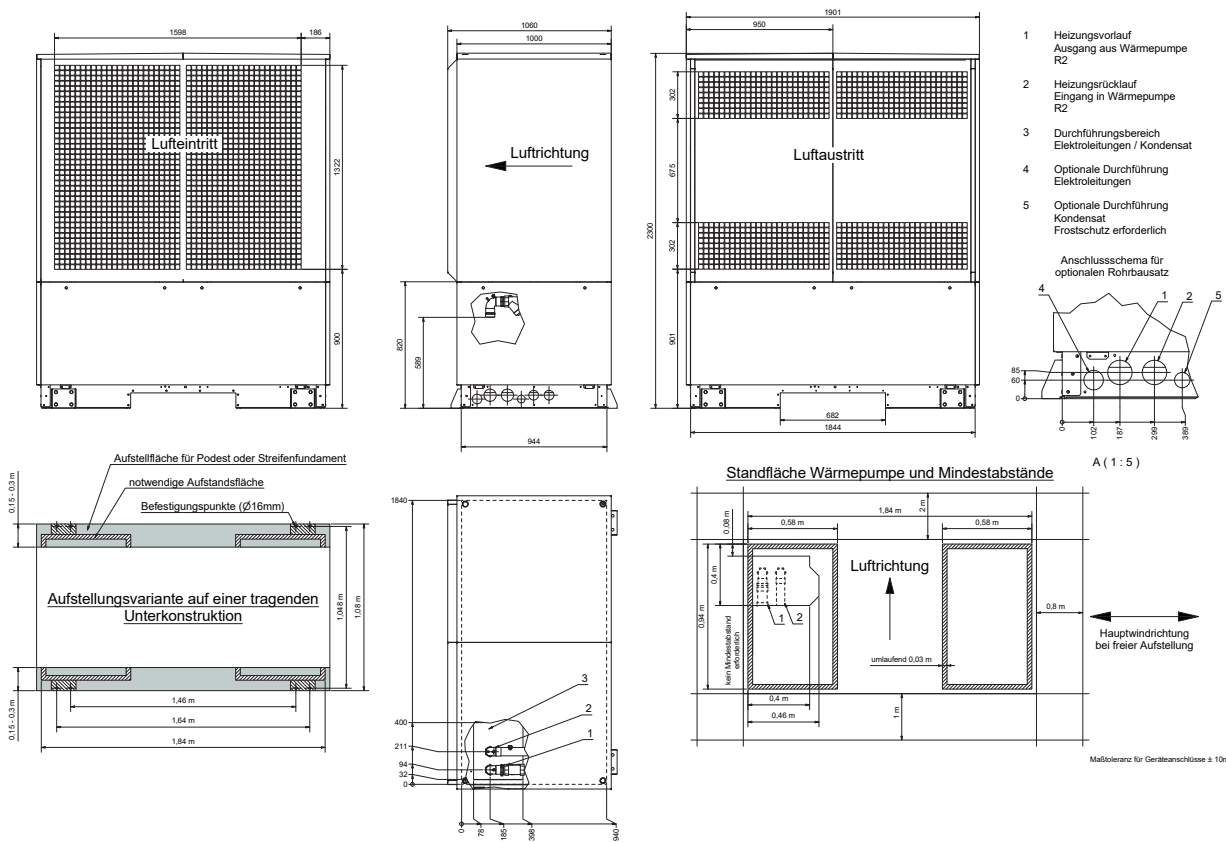 1598
186
Lufteintritt
1322
900
1060
1000
Luftrichtung
820
589
944
1901
950
2300
302
675
302
901
Luftaustritt
682
1844
1 Heizungsvorlauf
Ausgang aus Wärmepumpe
R2
2 Heizungsrücklauf
Eingang in Wärmepumpe
R2
3 Durchführungsbereich
Elektroleitungen / Kondensat
4 Optionale Durchführung
Elektroleitungen
5 Optionale Durchführung
Kondensat
Frostschutz erforderlich
Anschlussschema für
optionalen Rohrbausatz
4
1
2
5
85
60
0
0
102
187
299
389
A ( 1 : 5 )
Aufstellfläche für Podest oder Streifenfundament
notwendige Aufstandsfläche
Befestigungspunkte (Ø16mm)
0,15 - 0,3 m
Aufstellungsvariante auf einer tragenden
Unterkonstruktion
1,048 m
1,08 m
0,15 - 0,3 m
1,46 m
1,64 m
1,84 m
1840
3
2
1
400
211
94
32
0
0
78
185
398
940
Standfläche Wärmepumpe und Mindestabstände
2 m
1,84 m
0,08 m
0,58 m
0,58 m
0,4 m
0,94 m
Luftrichtung
1
2
kein Mindestabstand
erforderlich
umlaufend 0,03 m
0,4 m
0,46 m
1 m
0,8 m
Hauptwindrichtung
bei freier Aufstellung
Maßtoleranz für Geräteanschlüsse ± 10m